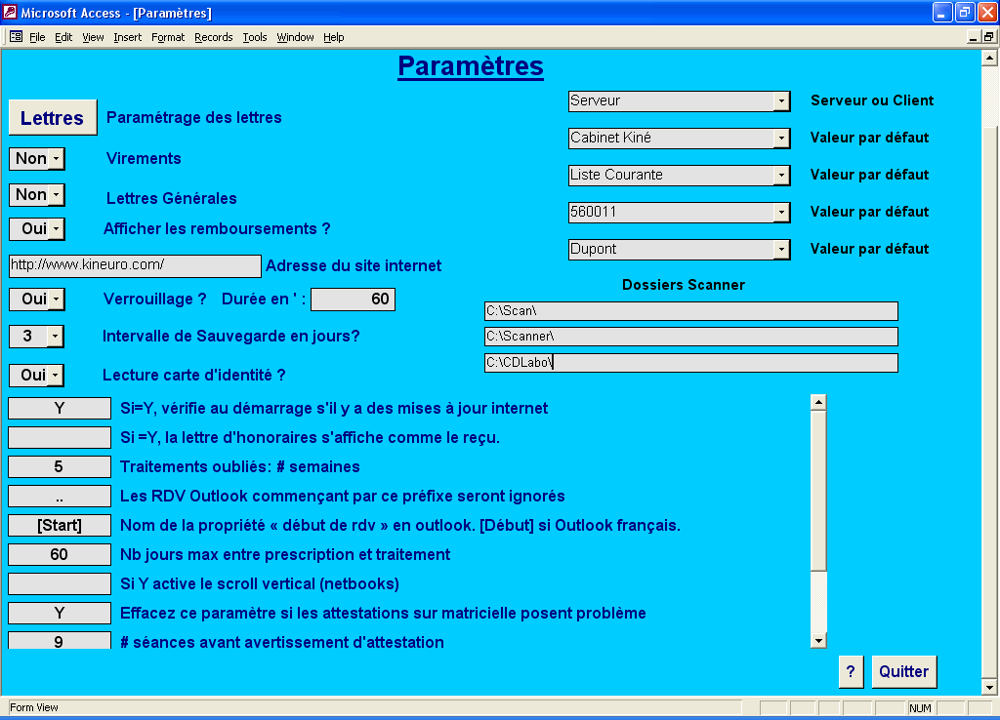 Microsoft Access - [Paramètres]
File Edit View Insert Format Records Tools Window Help
Paramètres
Lettres Paramétrage des lettres
Non Virements
Non Lettres Générales
Oui Afficher les remboursements ?
http://www.kineuro.com/ Adresse du site internet
Oui Verrouillage ? Durée en ' : 60
3 Intervalle de Sauvegarde en jours?
Oui Lecture carte d'identité ?
Serveur Serveur ou Client
Cabinet Kiné Valeur par défaut
Liste Courante Valeur par défaut
560011 Valeur par défaut
Dupont Valeur par défaut
Dossiers Scanner
C:\Scan\
C:\Scanner\
C:\CDLabo\
Y Si=Y, vérifie au démarrage s'il y a des mises à jour internet
Si =Y, la lettre d'honoraires s'affiche comme le reçu.
5 Traitements oubliés: # semaines
.. Les RDV Outlook commençant par ce préfixe seront ignorés
[Start] Nom de la propriété « début de rdv » en outlook. [Début] si Outlook français.
60 Nb jours max entre prescription et traitement
Si Y active le scroll vertical (netbooks)
Y Effacez ce paramètre si les attestations sur matricielle posent problème
9 # séances avant avertissement d'attestation
? Quitter
Form View NUM